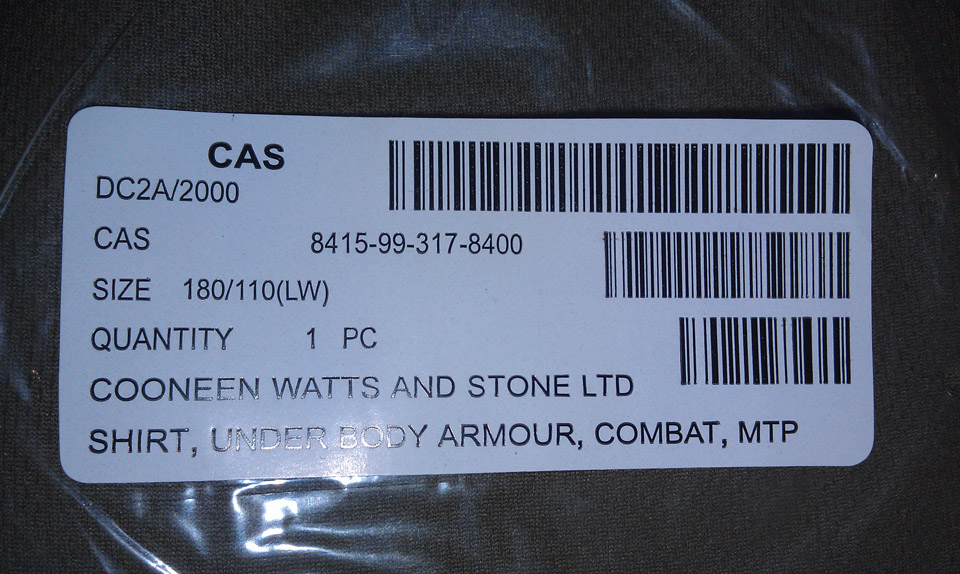 CAS
DC2A/2000
CAS 8415-99-317-8400
SIZE 180/110(LW)
QUANTITY 1 PC
COONEEN WATTS AND STONE LTD
SHIRT, UNDER BODY ARMOUR, COMBAT, MTP